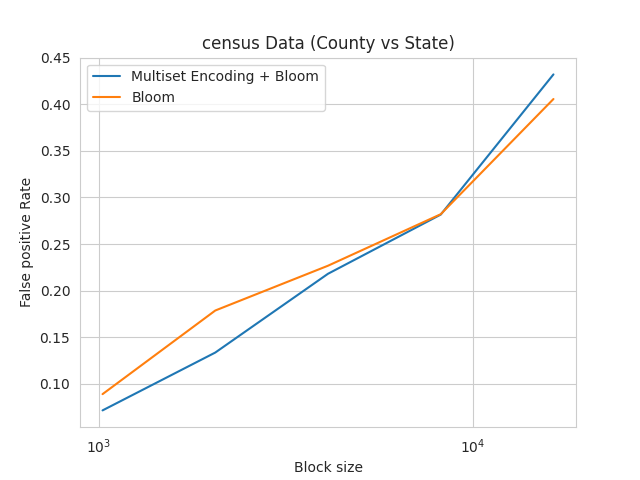 census Data (County vs State)
Multiset Encoding + Bloom
Bloom
0.45
0.40
0.35
0.30
0.25
0.20
0.15
0.10
False positive Rate
10³
10⁴
Block size